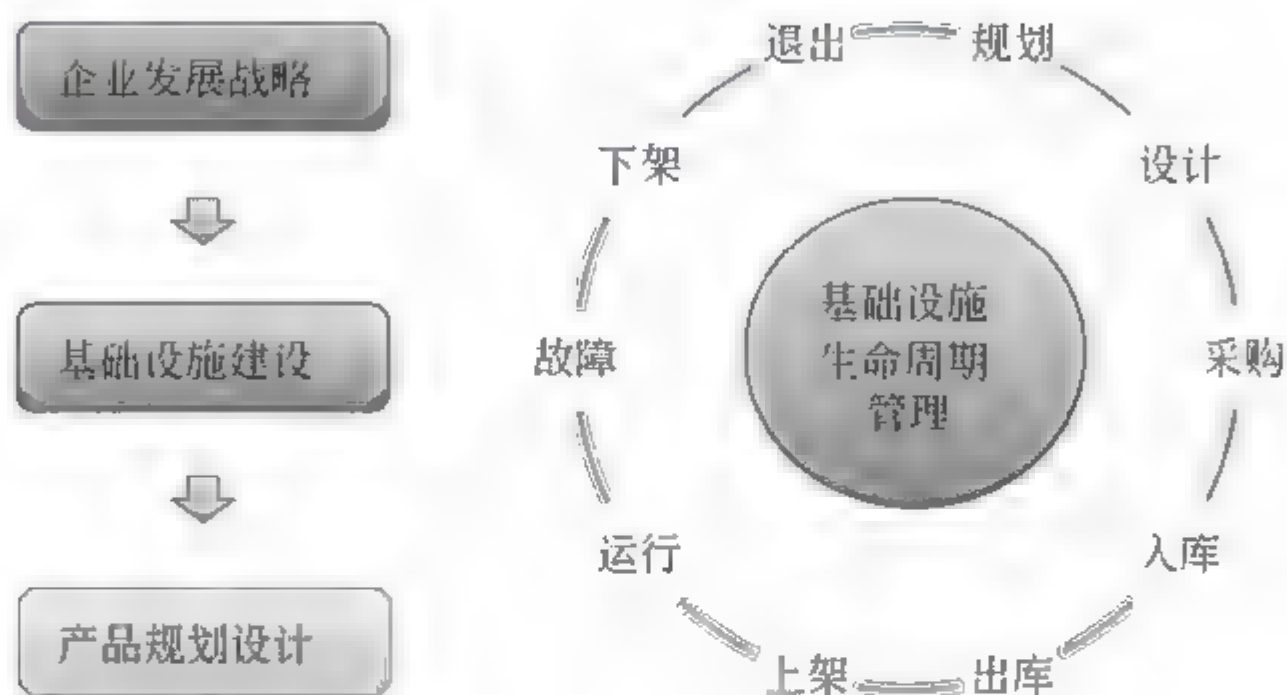 企业发展战略
基础设施建设
产品规划设计
退出
规划
下架
设计
基础设施
生命周期
管理
故障
采购
运行
入库
上架
出库